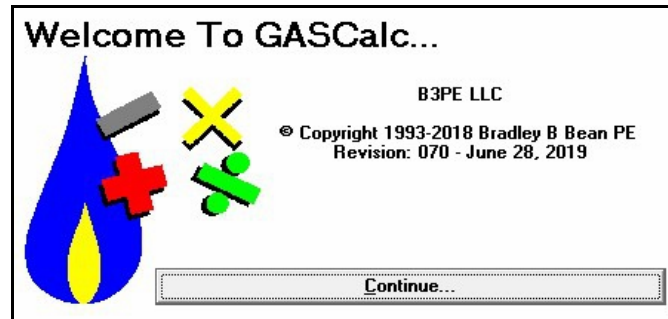 Welcome To GASCalc...
B3PE LLC
© Copyright 1993-2018 Bradley B Bean PE
Revision: 070 - June 28, 2019
Continue...